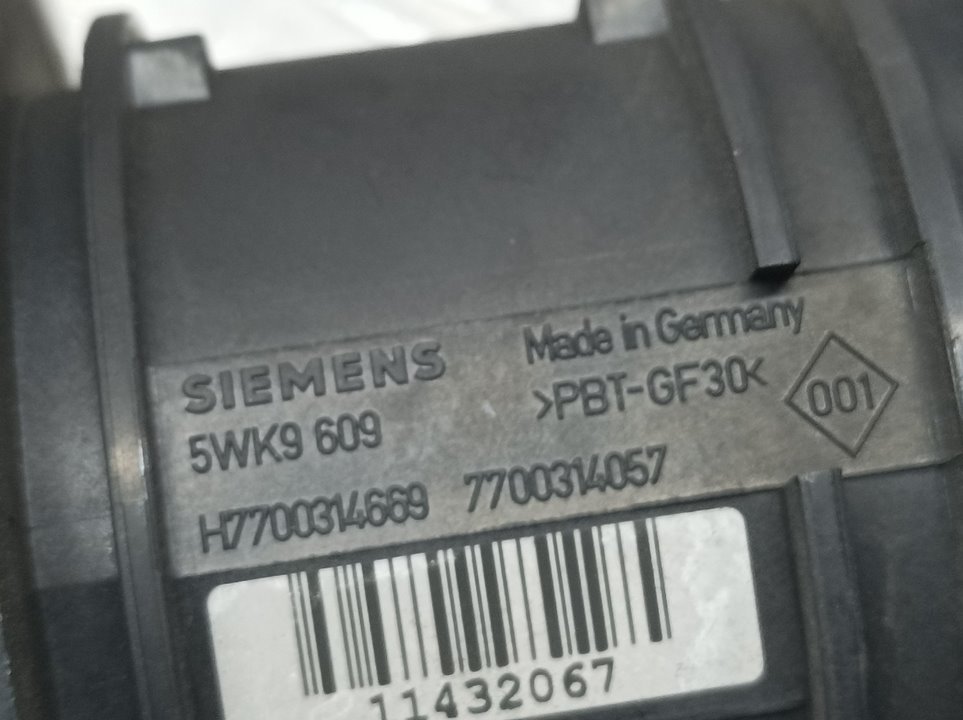 SIEMENS
Made in Germany
5WK9 609
>PBT-GF30<
001
H7700314669 7700314057
11432067